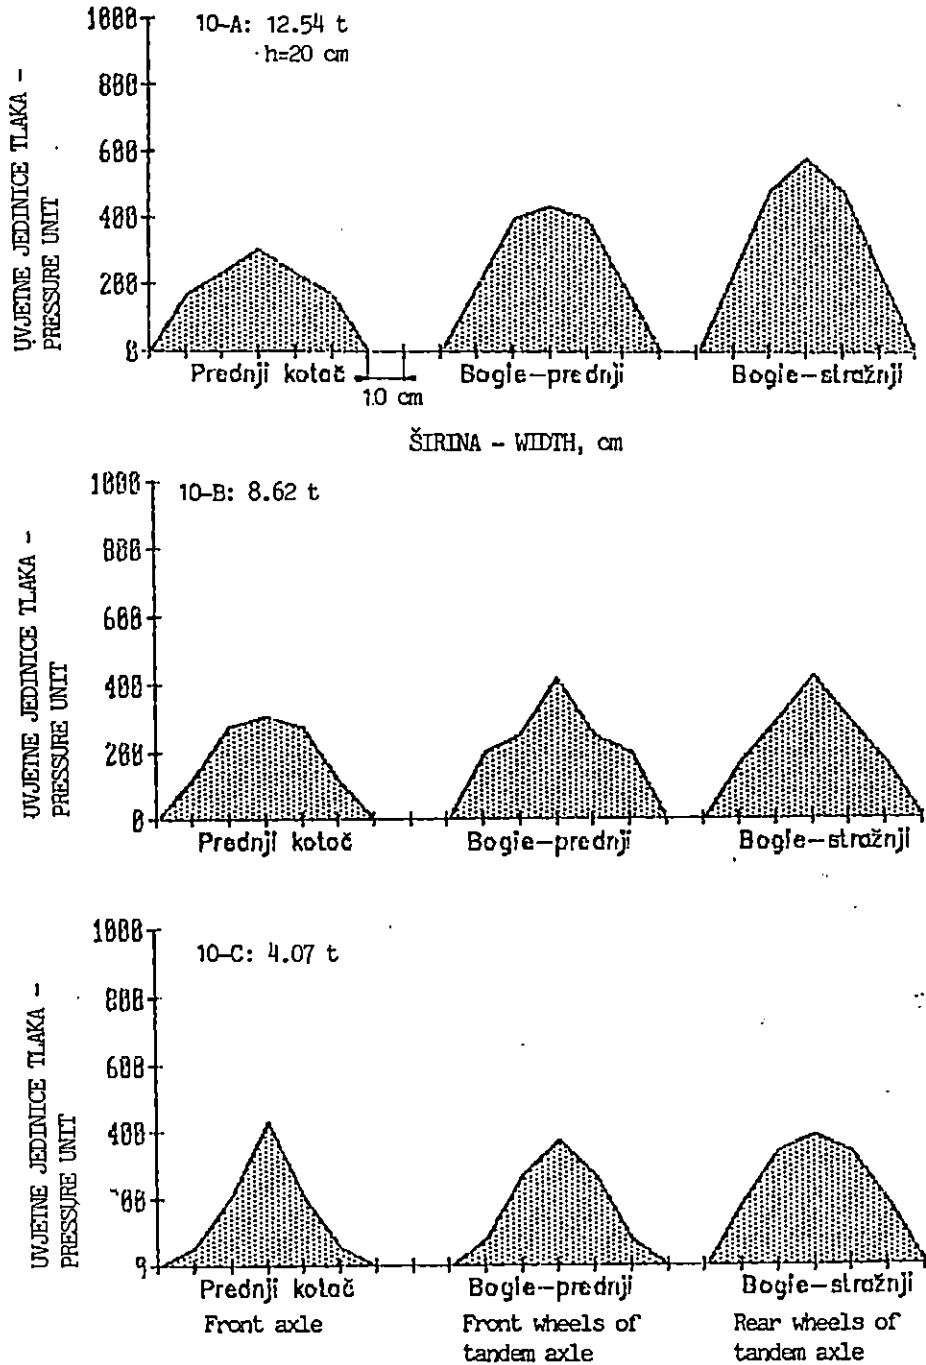 10-A: 12.54 t
h=20 cm
UVJETNE JEDINICE TLAKA –
PRESSURE UNIT
1000
800
600
400
200
0
Prednji kotač
Bogie–prednji
Bogie–stražnji
10 cm
ŠIRINA – WIDTH, cm
10-B: 8.62 t
UVJETNE JEDINICE TLAKA –
PRESSURE UNIT
1000
800
600
400
200
0
Prednji kotač
Bogie–prednji
Bogie–stražnji
10-C: 4.07 t
UVJETNE JEDINICE TLAKA –
PRESSURE UNIT
1000
800
600
400
200
0
Prednji kotač
Bogie–prednji
Bogie–stražnji
Front axle
Front wheels of
tandem axle
Rear wheels of
tandem axle